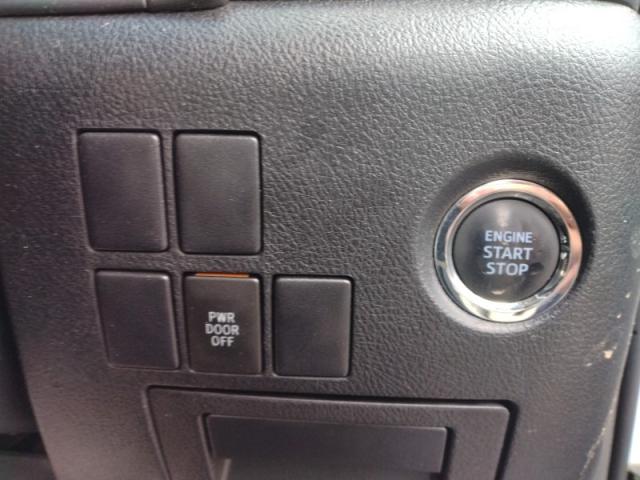 PWR
DOOR
OFF
ENGINE
START
STOP